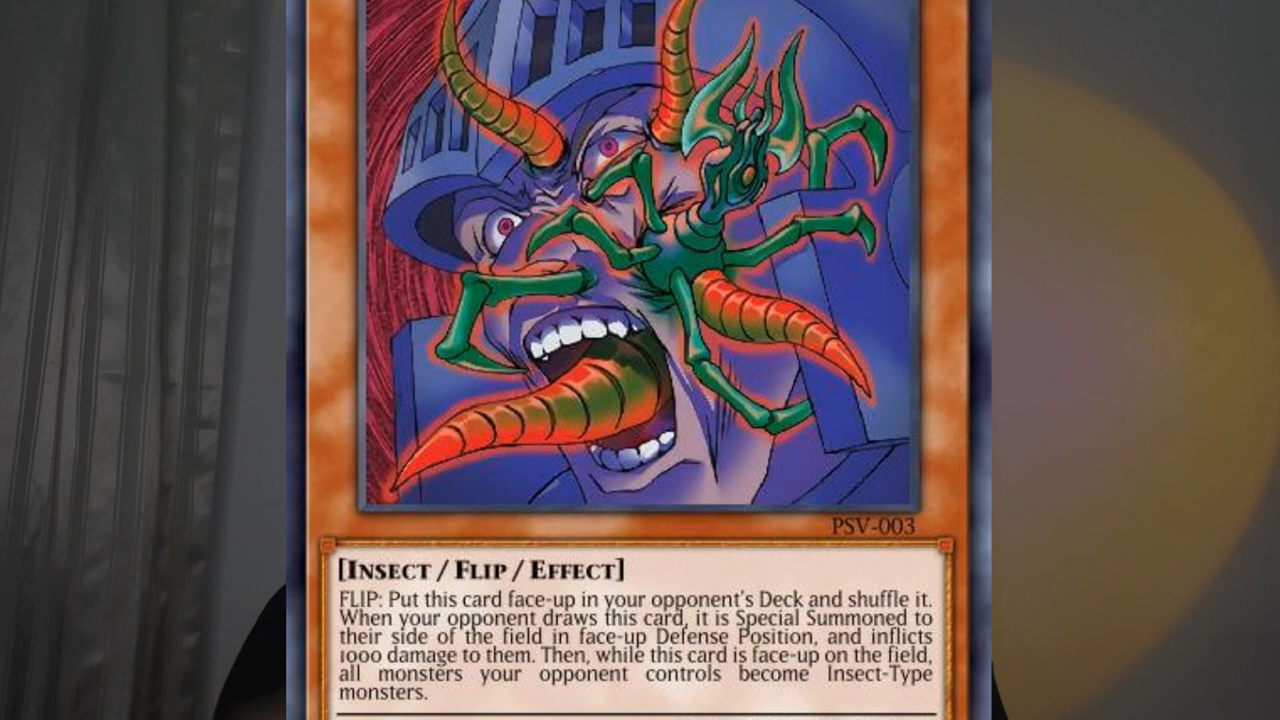 PSV-003
[INSECT / FLIP / EFFECT]
FLIP: Put this card face-up in your opponent's Deck and shuffle it.
When your opponent draws this card, it is Special Summoned to
their side of the field in face-up Defense Position, and inflicts
1000 damage to them. Then, while this card is face-up on the field,
all monsters your opponent controls become Insect-Type
monsters.